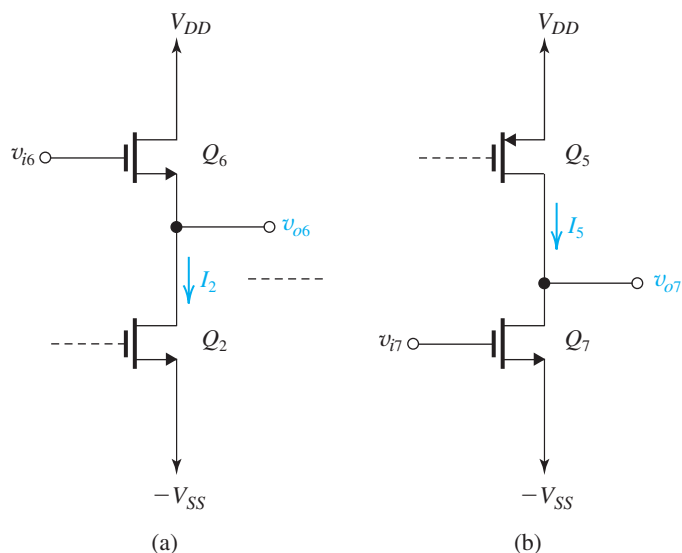 V_DD V_DD
v_i6 Q_6 Q_5
v_o6 I_5
I_2 v_o7
Q_2 v_i7 Q_7
−V_SS −V_SS
(a) (b)